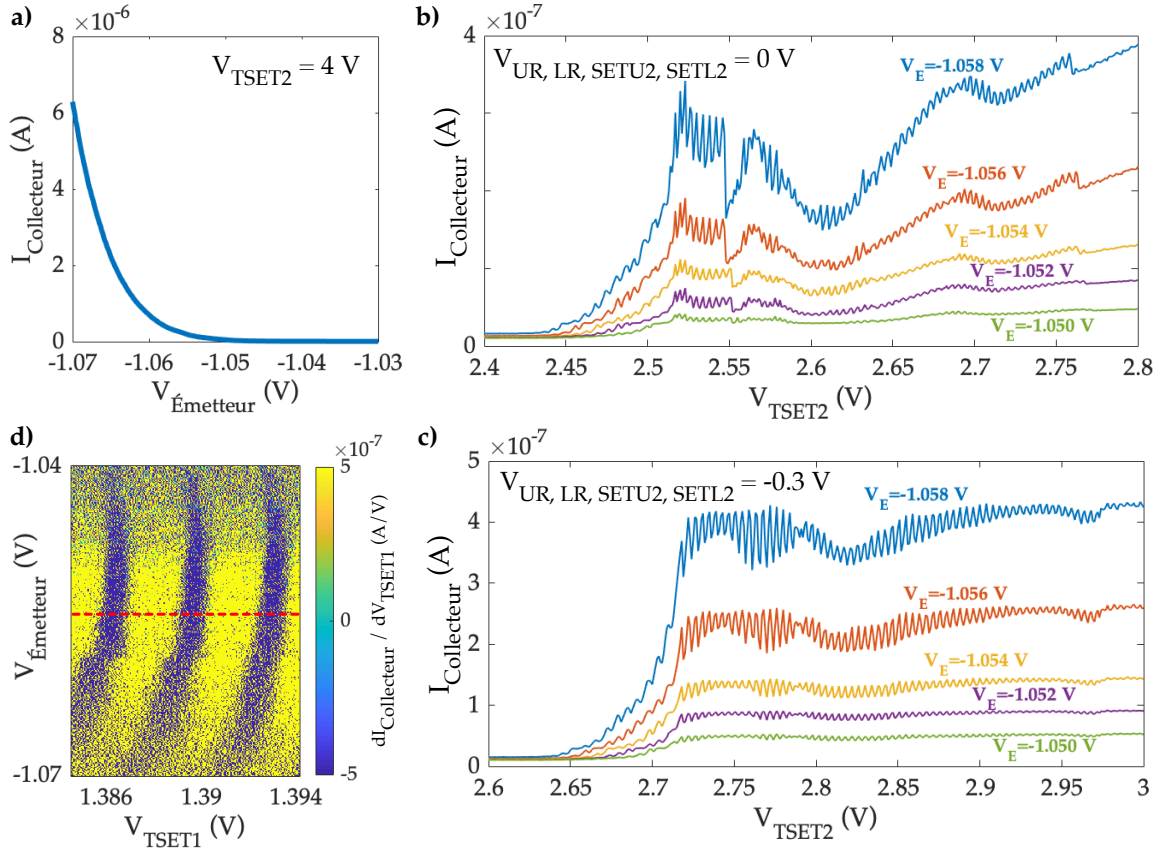 a)
×10⁻⁶
8
6
4
2
0
I_Collecteur (A)
V_TSET2 = 4 V
-1.07 -1.06 -1.05 -1.04 -1.03
V_Émetteur (V)
b)
×10⁻⁷
4
2
0
I_Collecteur (A)
V_UR, LR, SETU2, SETL2 = 0 V
V_E=-1.058 V
V_E=-1.056 V
V_E=-1.054 V
V_E=-1.052 V
V_E=-1.050 V
2.4 2.45 2.5 2.55 2.6 2.65 2.7 2.75 2.8
V_TSET2 (V)
d)
-1.04
-1.07
V_Émetteur (V)
1.386 1.39 1.394
V_TSET1 (V)
×10⁻⁷
5
0
-5
dI_Collecteur / dV_TSET1 (A/V)
c)
×10⁻⁷
5
4
3
2
1
0
I_Collecteur (A)
V_UR, LR, SETU2, SETL2 = -0.3 V
V_E=-1.058 V
V_E=-1.056 V
V_E=-1.054 V
V_E=-1.052 V
V_E=-1.050 V
2.6 2.65 2.7 2.75 2.8 2.85 2.9 2.95 3
V_TSET2 (V)